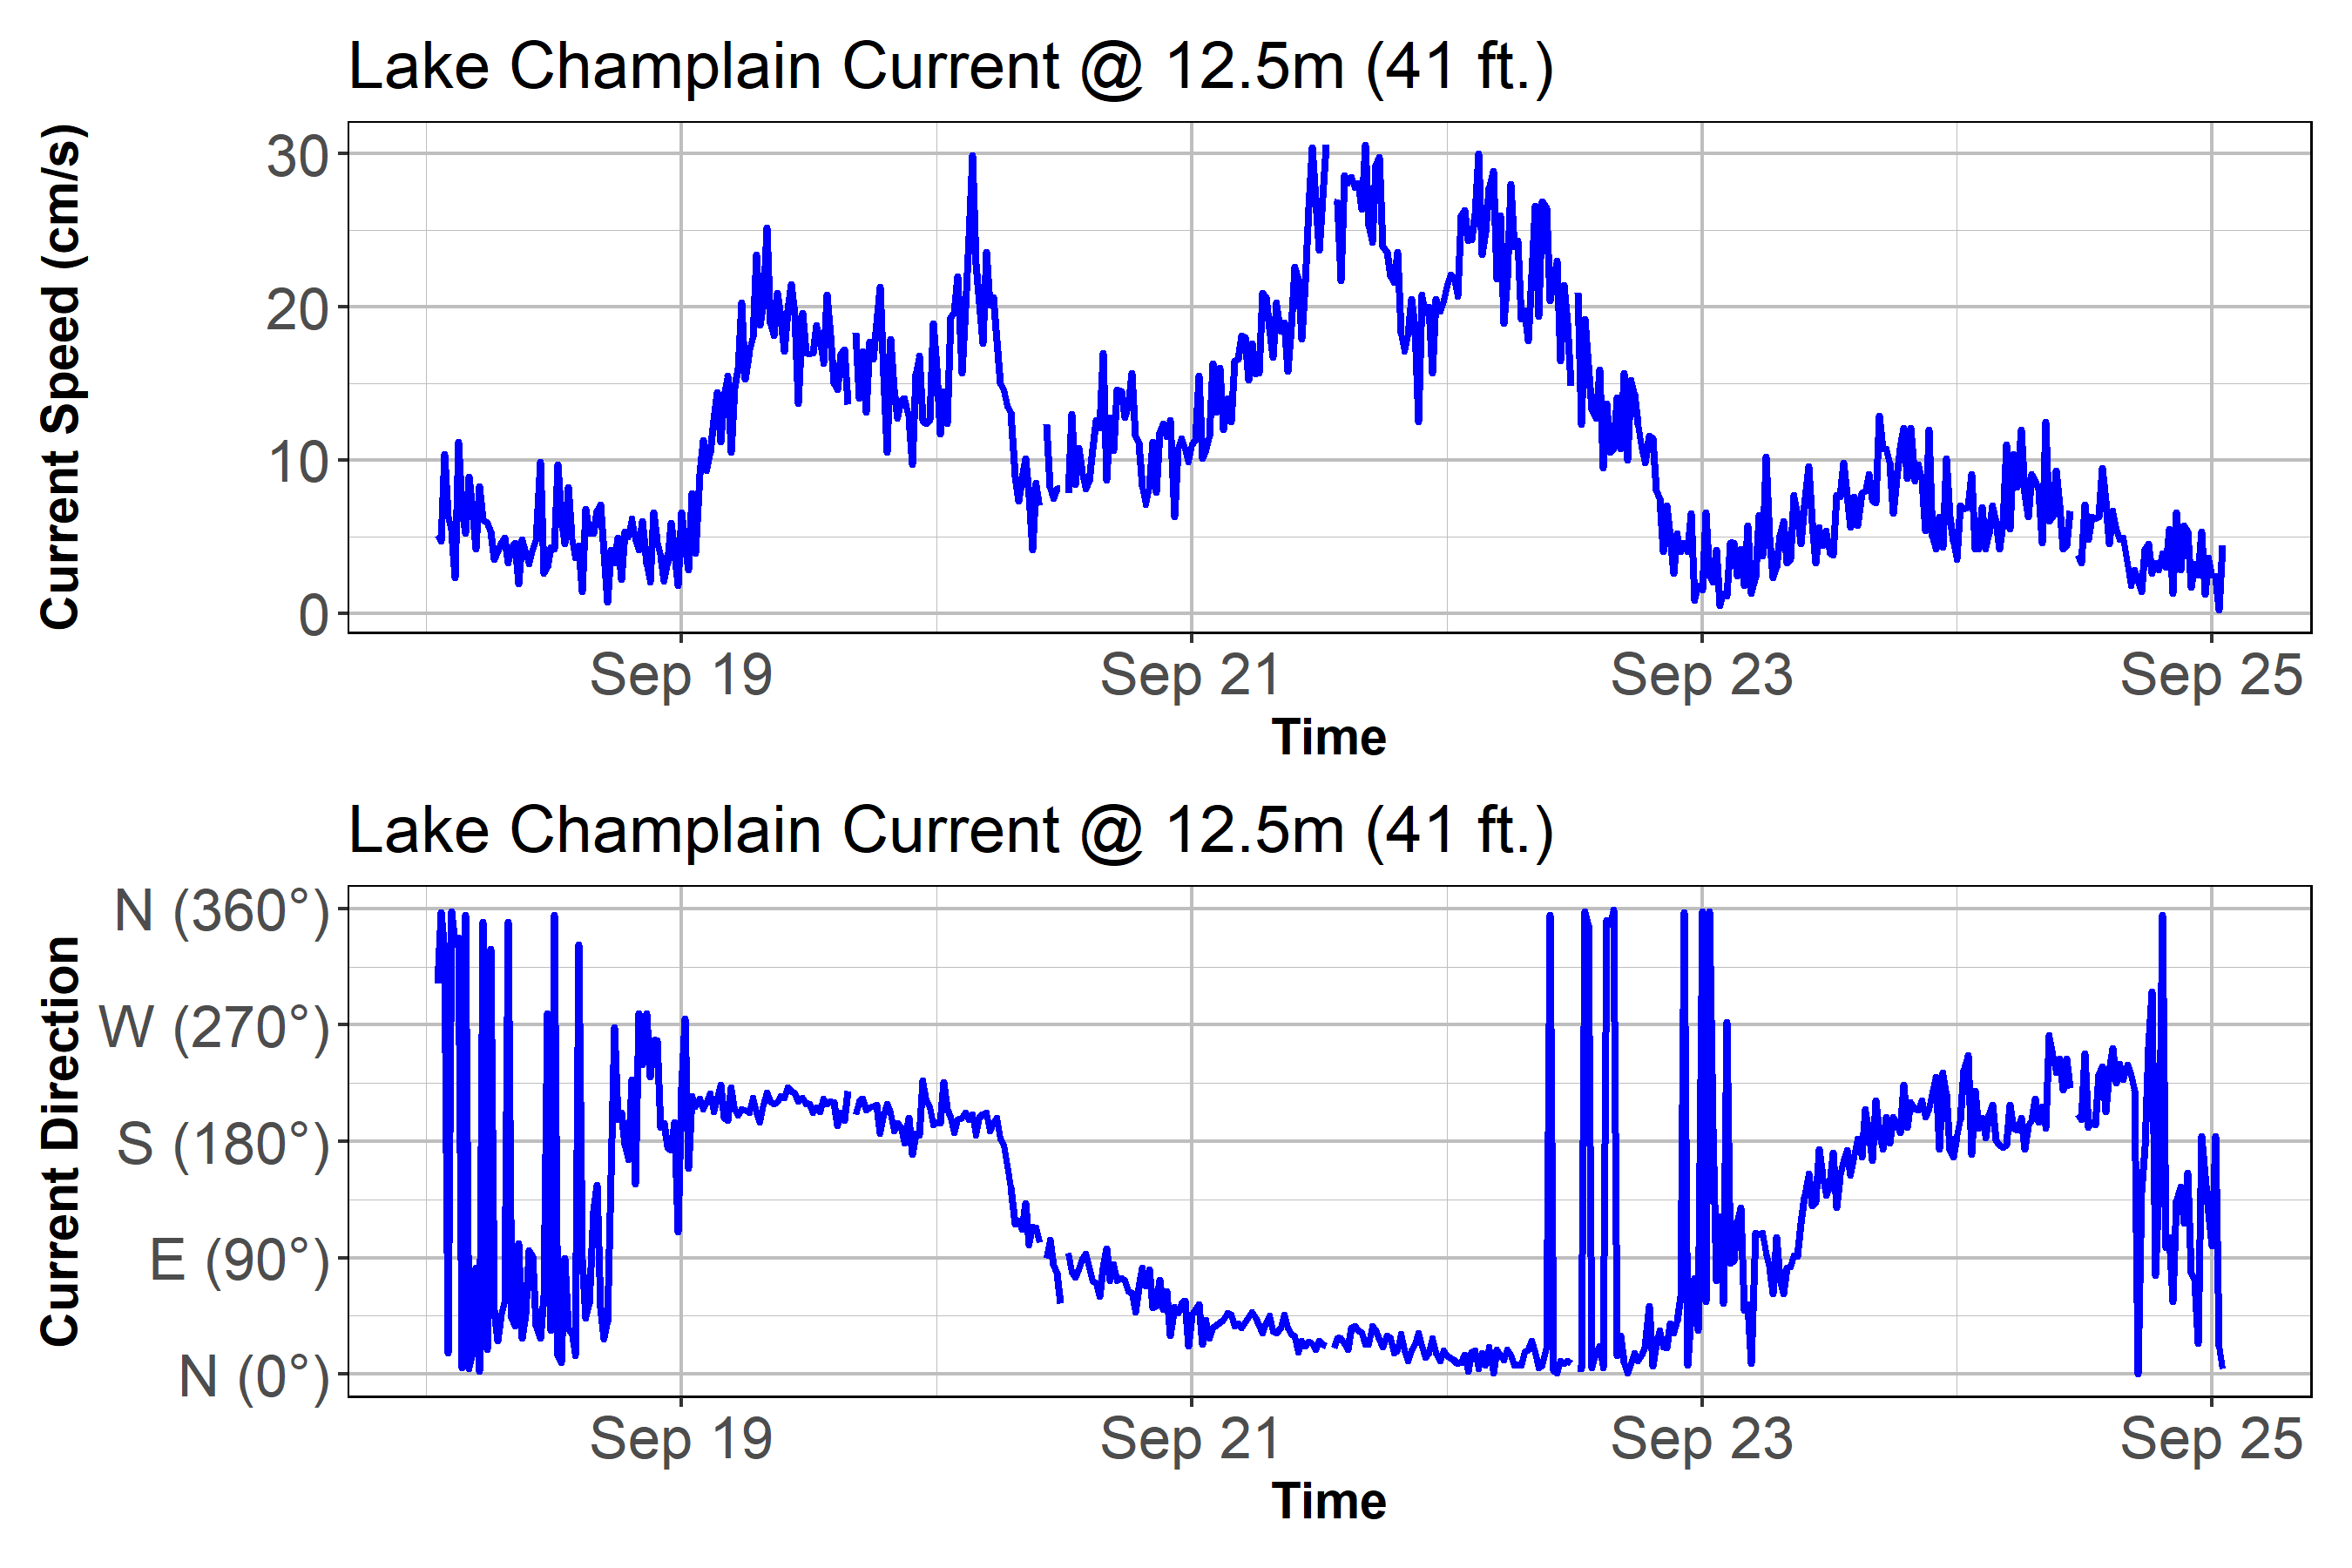 Lake Champlain Current @ 12.5m (41 ft.)
Current Speed (cm/s)
30
20
10
0
Sep 19 Sep 21 Sep 23 Sep 25
Time
Lake Champlain Current @ 12.5m (41 ft.)
Current Direction
N (360°)
W (270°)
S (180°)
E (90°)
N (0°)
Sep 19 Sep 21 Sep 23 Sep 25
Time